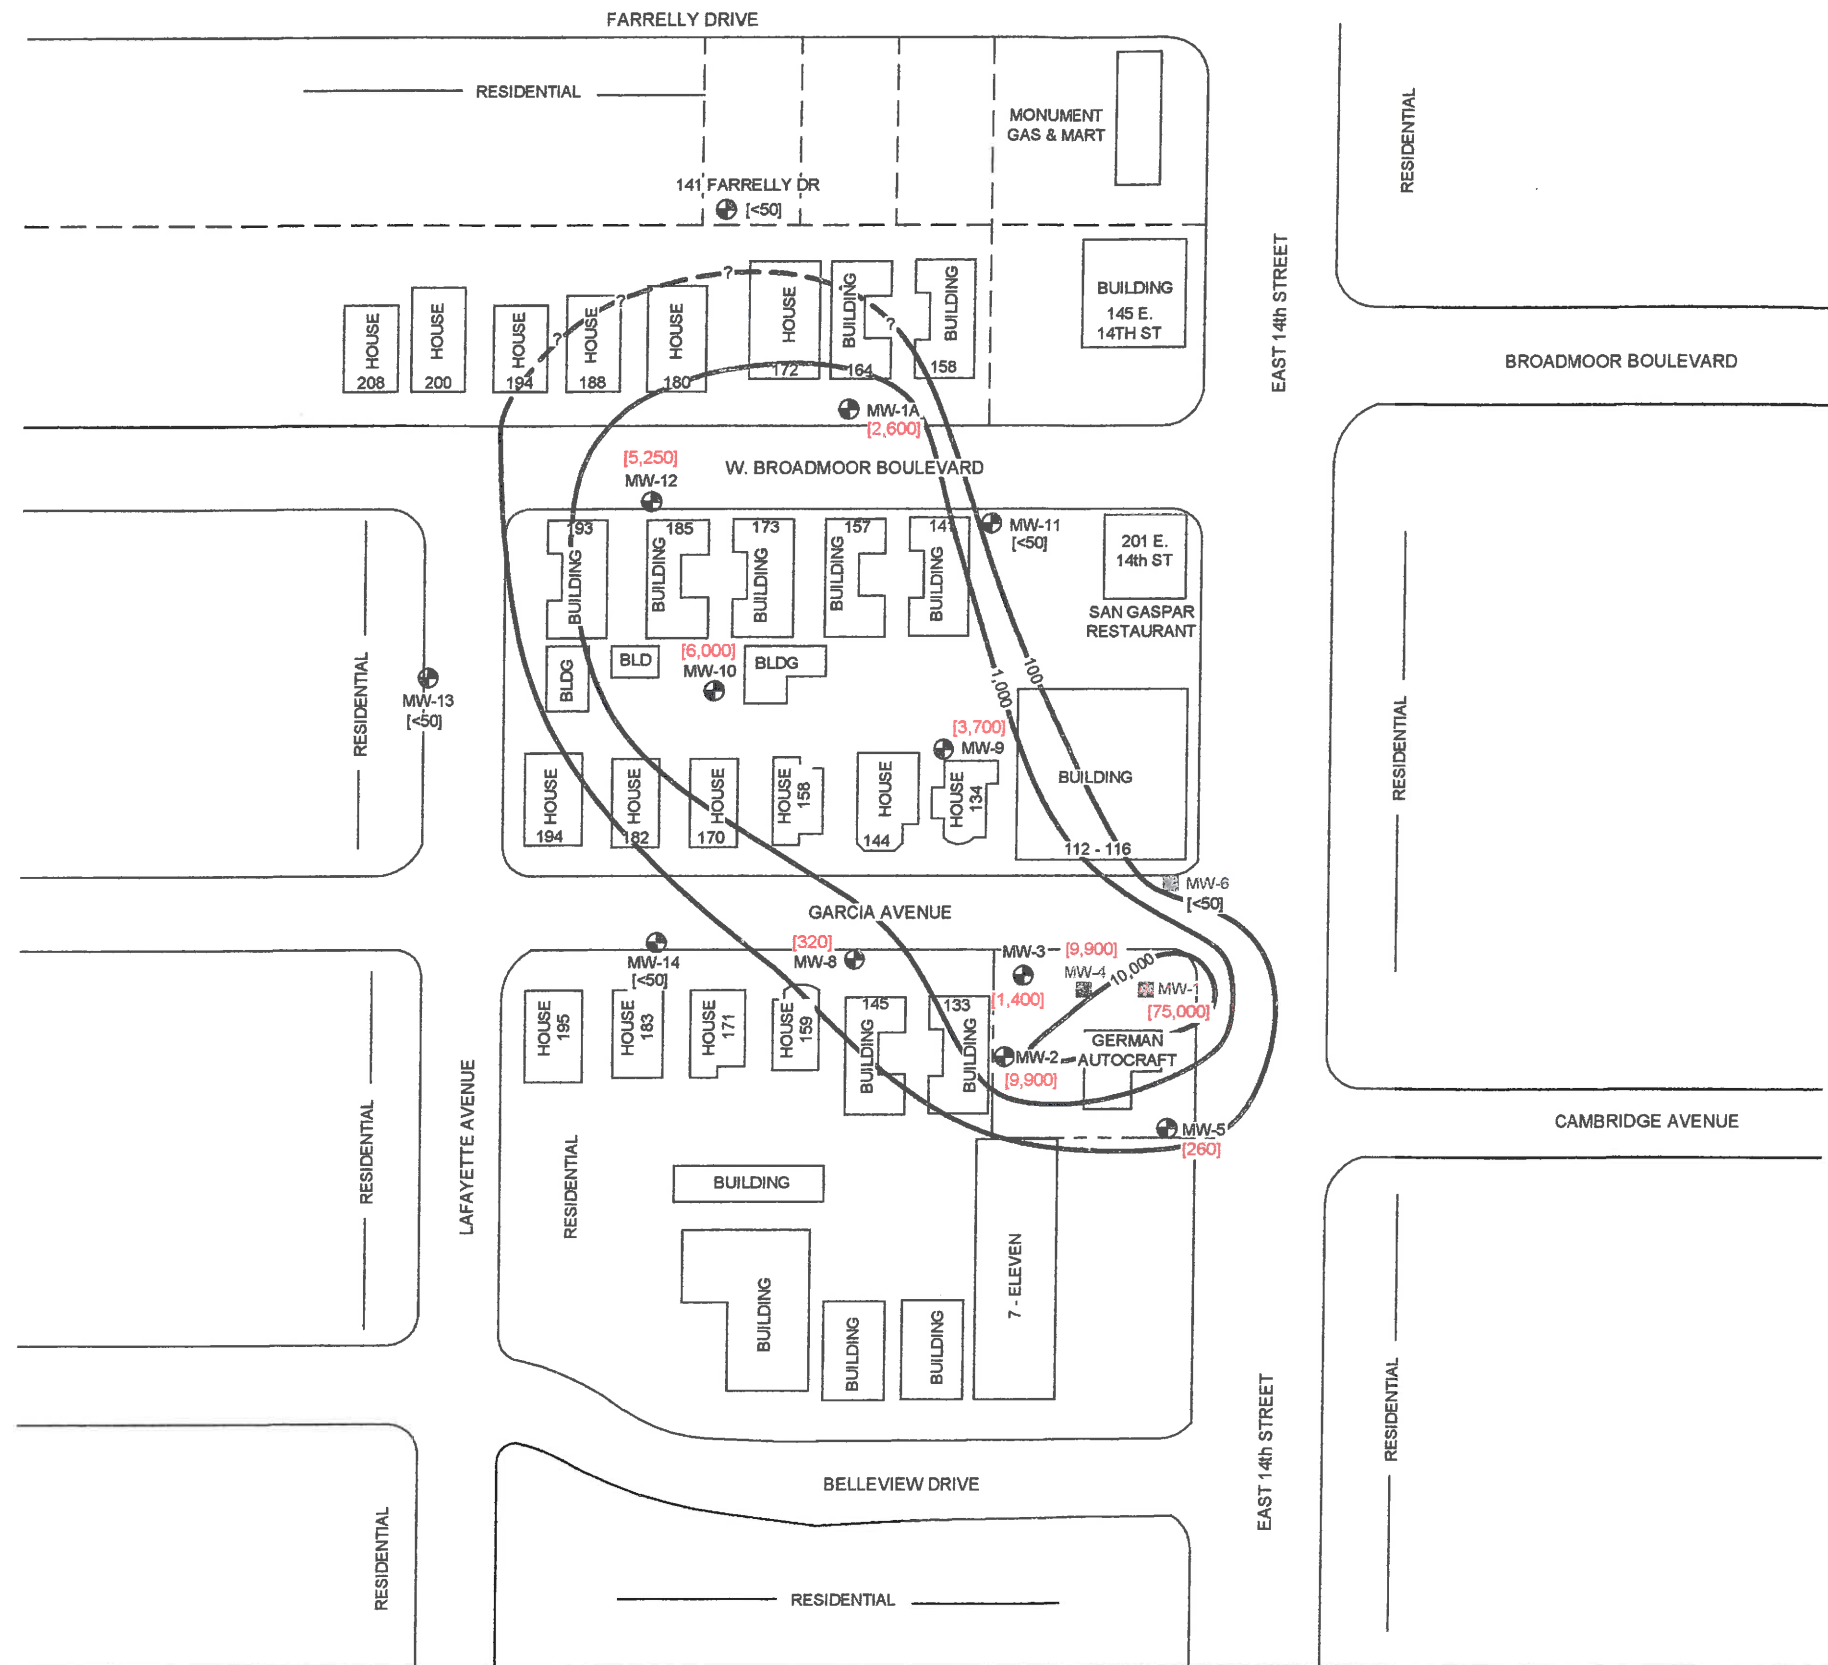 FARRELLY DRIVE
RESIDENTIAL
MONUMENT
GAS & MART
RESIDENTIAL
141 FARRELLY DR
[<50]
EAST 14th STREET
?
?
?
?
HOUSE
208
HOUSE
200
HOUSE
194
HOUSE
188
HOUSE
180
HOUSE
172
BUILDING
164
BUILDING
158
BUILDING
145 E.
14TH ST
BROADMOOR BOULEVARD
MW-1A
[2,600]
[5,250]
MW-12
W. BROADMOOR BOULEVARD
193
BUILDING
185
BUILDING
173
BUILDING
157
BUILDING
141
BUILDING
MW-11
[<50]
201 E.
14th ST
SAN GASPAR
RESTAURANT
BLDG
BLD
[6,000]
MW-10
BLDG
1,000
100
RESIDENTIAL
MW-13
[<50]
RESIDENTIAL
[3,700]
MW-9
HOUSE
194
HOUSE
182
HOUSE
170
HOUSE
158
HOUSE
144
HOUSE
134
BUILDING
112 - 116
MW-6
[<50]
GARCIA AVENUE
MW-14
[<50]
[320]
MW-8
MW-3 [9,900]
MW-4
10,000
[1,400]
MW-1
[75,000]
HOUSE
195
HOUSE
183
HOUSE
171
HOUSE
159
145
BUILDING
133
BUILDING
MW-2
[9,900]
GERMAN
AUTOCRAFT
MW-5
[260]
CAMBRIDGE AVENUE
RESIDENTIAL
LAFAYETTE AVENUE
RESIDENTIAL
BUILDING
BUILDING
BUILDING
BUILDING
7 - ELEVEN
EAST 14th STREET
RESIDENTIAL
BELLEVIEW DRIVE
RESIDENTIAL
RESIDENTIAL